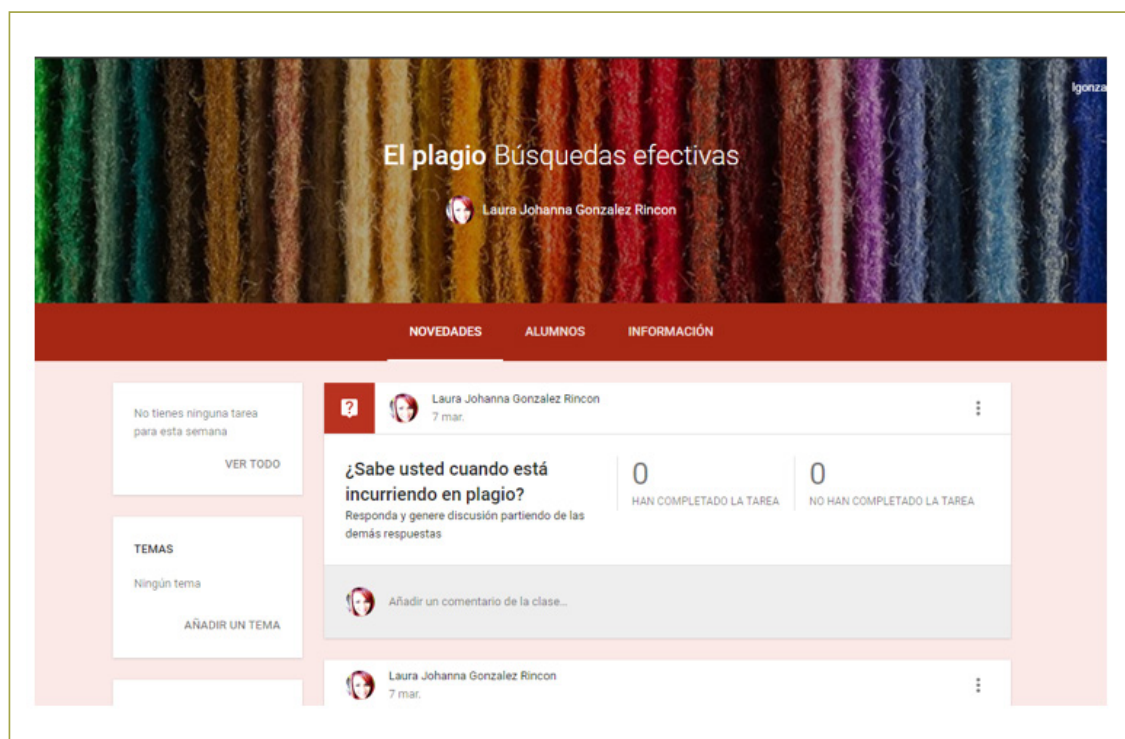 lgonza
El plagio Búsquedas efectivas
Laura Johanna Gonzalez Rincon
NOVEDADES
ALUMNOS
INFORMACIÓN
No tienes ninguna tarea
para esta semana
VER TODO
TEMAS
Ningún tema
AÑADIR UN TEMA
Laura Johanna Gonzalez Rincon
7 mar.
¿Sabe usted cuando está
incurriendo en plagio?
Responda y genere discusión partiendo de las
demás respuestas
0
HAN COMPLETADO LA TAREA
0
NO HAN COMPLETADO LA TAREA
Añadir un comentario de la clase...
Laura Johanna Gonzalez Rincon
7 mar.